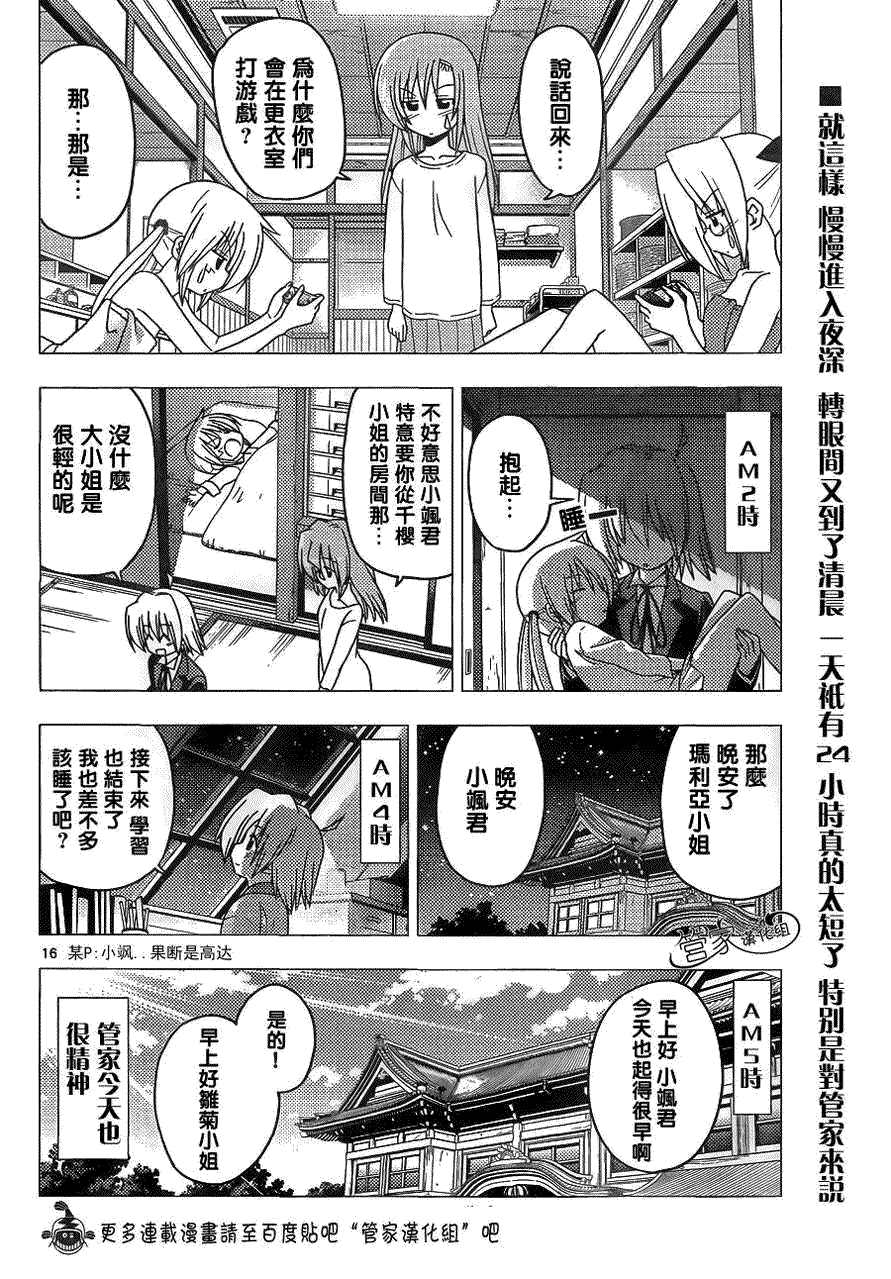 ■就這樣 慢慢進入夜深 轉眼間又到了清晨 一天衹有24小時真的太短了 特別是對管家來説
説話回來…
爲什麼你們
會在更衣室
打游戲？
那…那是…
AM2時
抱起…
睡
不好意思小颯君
特意要你從千櫻
小姐的房間那…
沒什麼
大小姐是
很輕的呢
那麼
晚安了
瑪利亞小姐
晚安
小颯君
AM4時
接下來 學習
也結束了
我也差不多
該睡了吧？
管家漢化組
16 某P:小飒..果断是高达
AM5時
早上好 小颯君
今天也起得很早啊
是的！
早上好雛菊小姐
管家今天也
很精神
更多連載漫畫請至百度貼吧“管家漢化組”吧